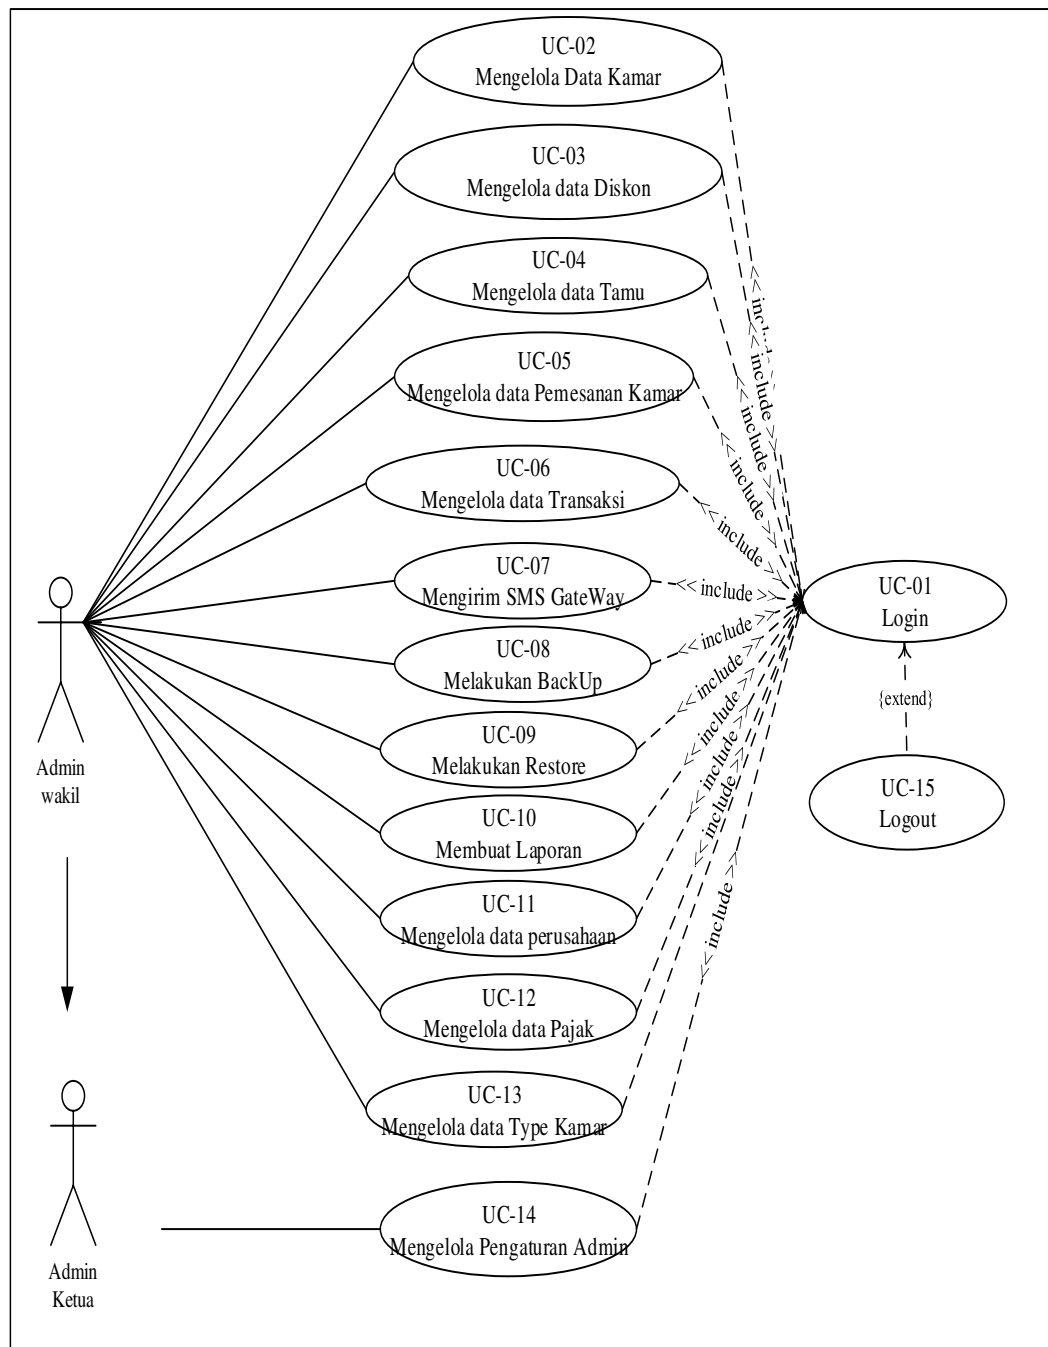 UC-02
Mengelola Data Kamar
UC-03
Mengelola data Diskon
UC-04
Mengelola data Tamu
UC-05
Mengelola data Pemesanan Kamar
UC-06
Mengelola data Transaksi
UC-07
Mengirim SMS GateWay
UC-08
Melakukan BackUp
UC-09
Melakukan Restore
UC-10
Membuat Laporan
UC-11
Mengelola data perusahaan
UC-12
Mengelola data Pajak
UC-13
Mengelola data Type Kamar
UC-14
Mengelola Pengaturan Admin
Admin
wakil
Admin
Ketua
<< include >>
<< include >>
<< include >>
<< include >>
<< include >>
<< include >>
<< include >>
<< include >>
<< include >>
<< include >>
<< include >>
<< include >>
UC-01
Login
{extend}
UC-15
Logout